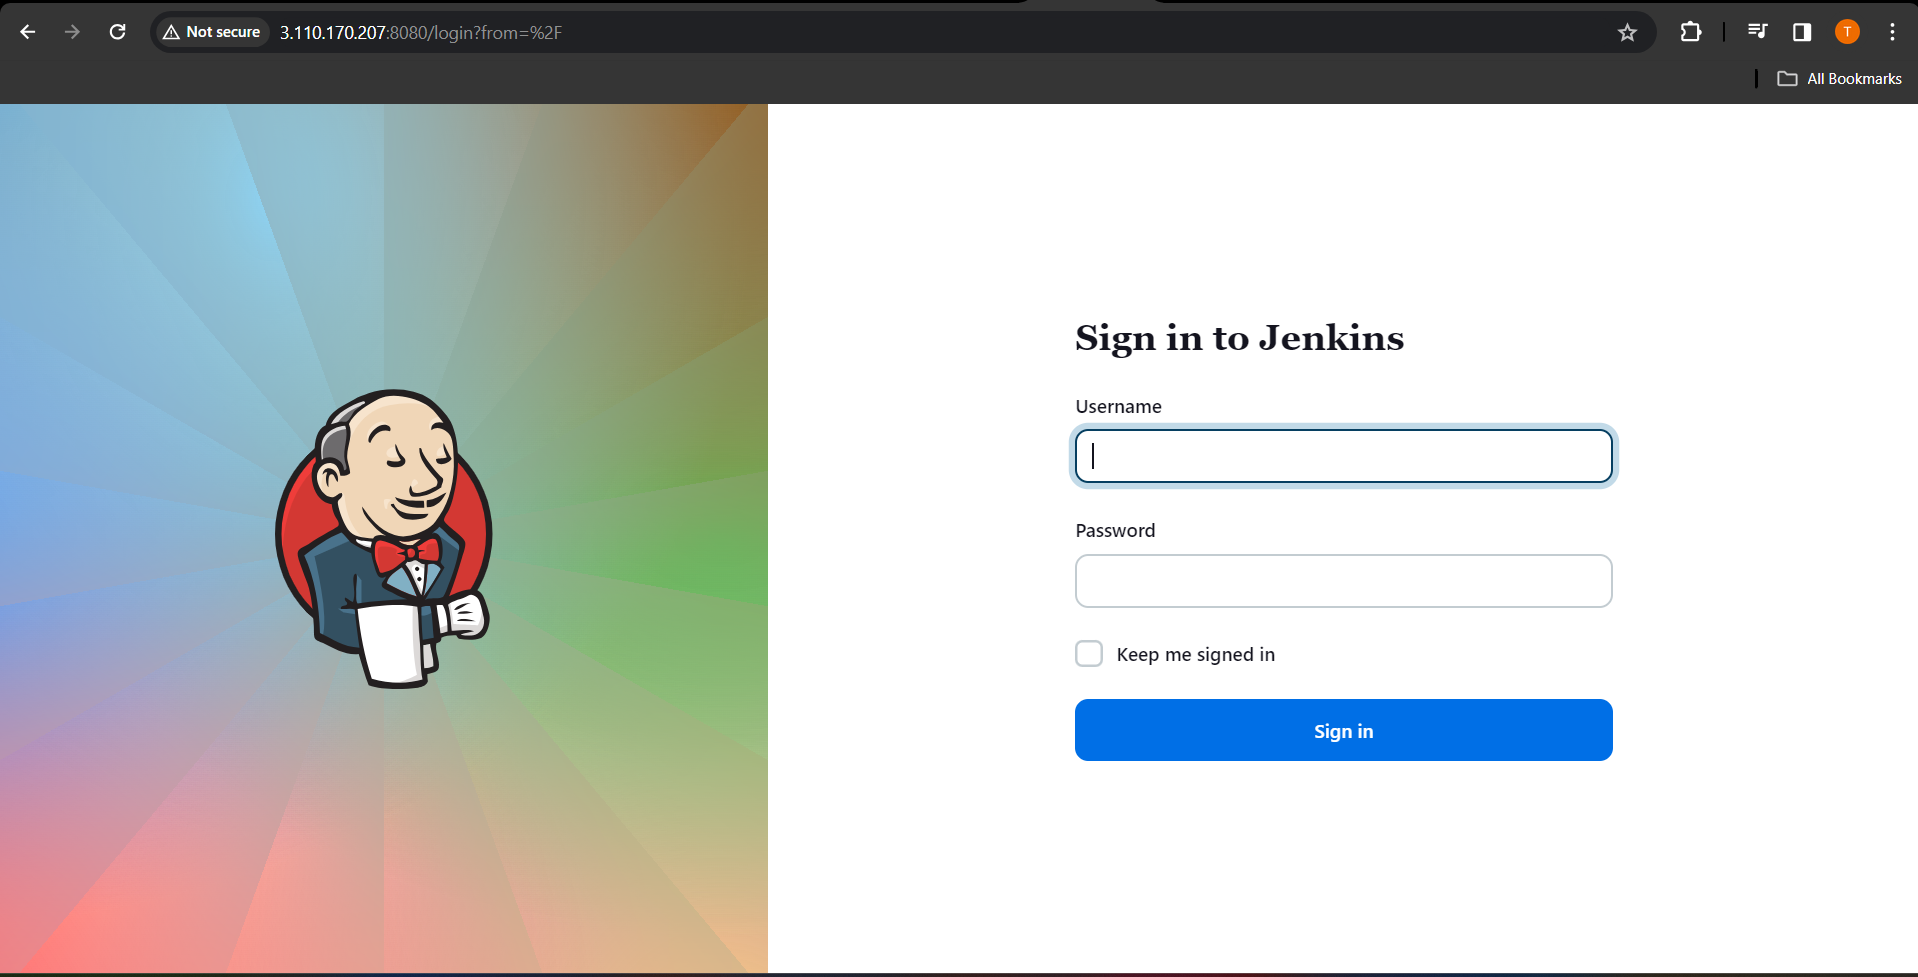 Not secure 3.110.170.207:8080/login?from=%2F
T
All Bookmarks
Sign in to Jenkins
Username
Password
Keep me signed in
Sign in